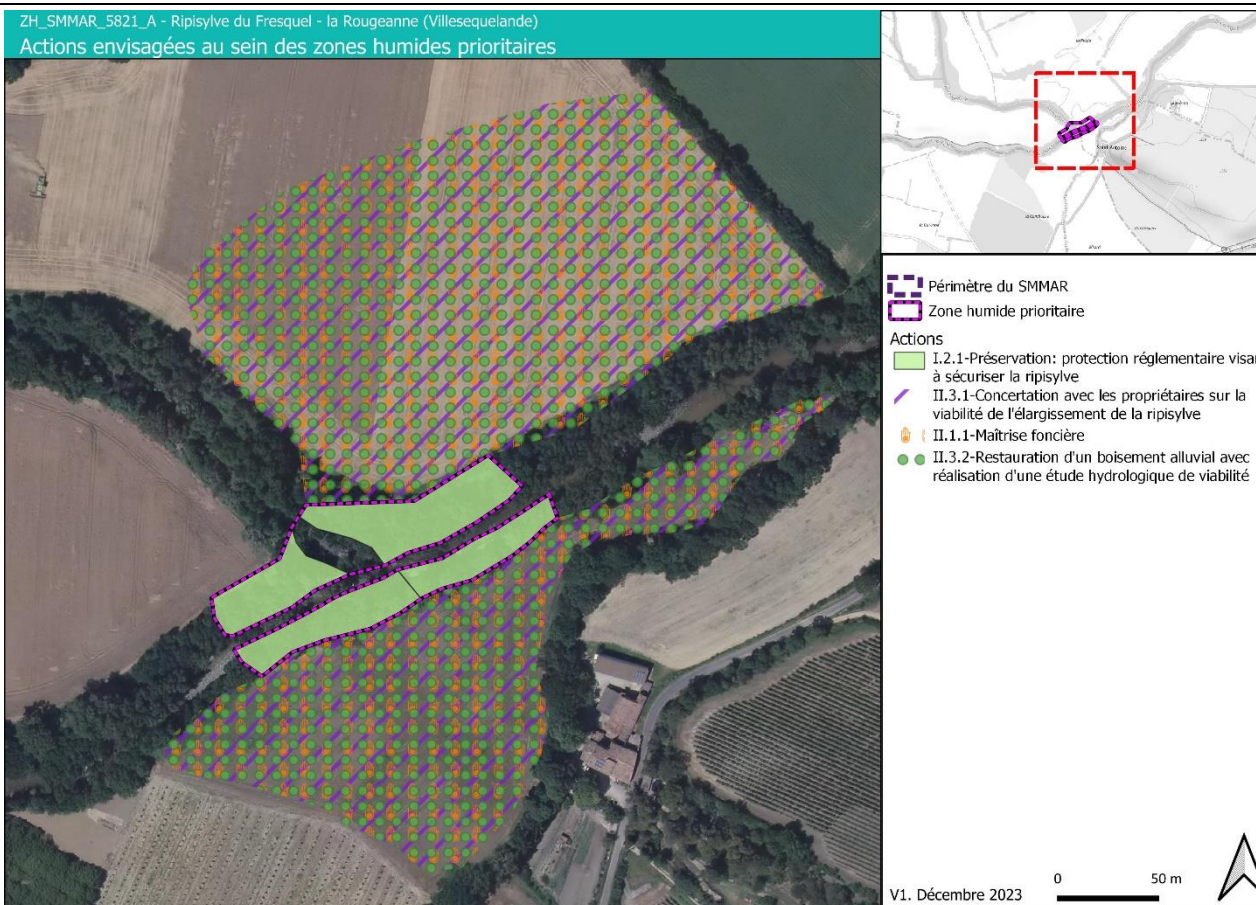 ZH_SMMAR_5821_A - Ripisylve du Fresquel - la Rougeanne (Villesequelande)
Actions envisagées au sein des zones humides prioritaires
Saint-Antoine
Périmètre du SMMAR
Zone humide prioritaire
Actions
I.2.1-Préservation: protection réglementaire visan
à sécuriser la ripisylve
II.3.1-Concertation avec les propriétaires sur la
viabilité de l'élargissement de la ripisylve
II.1.1-Maîtrise foncière
II.3.2-Restauration d'un boisement alluvial avec
réalisation d'une étude hydrologique de viabilité
V1. Décembre 2023
0 50 m